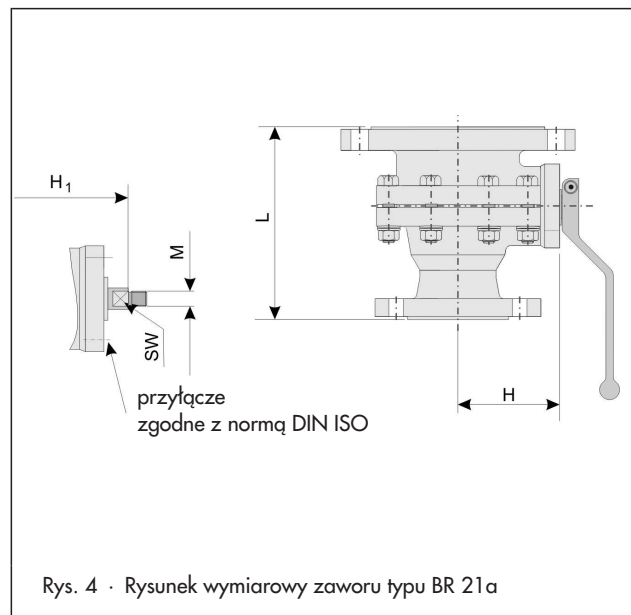 H₁
M
L
SW
H
przyłącze
zgodne z normą DIN ISO
Rys. 4 · Rysunek wymiarowy zaworu typu BR 21a